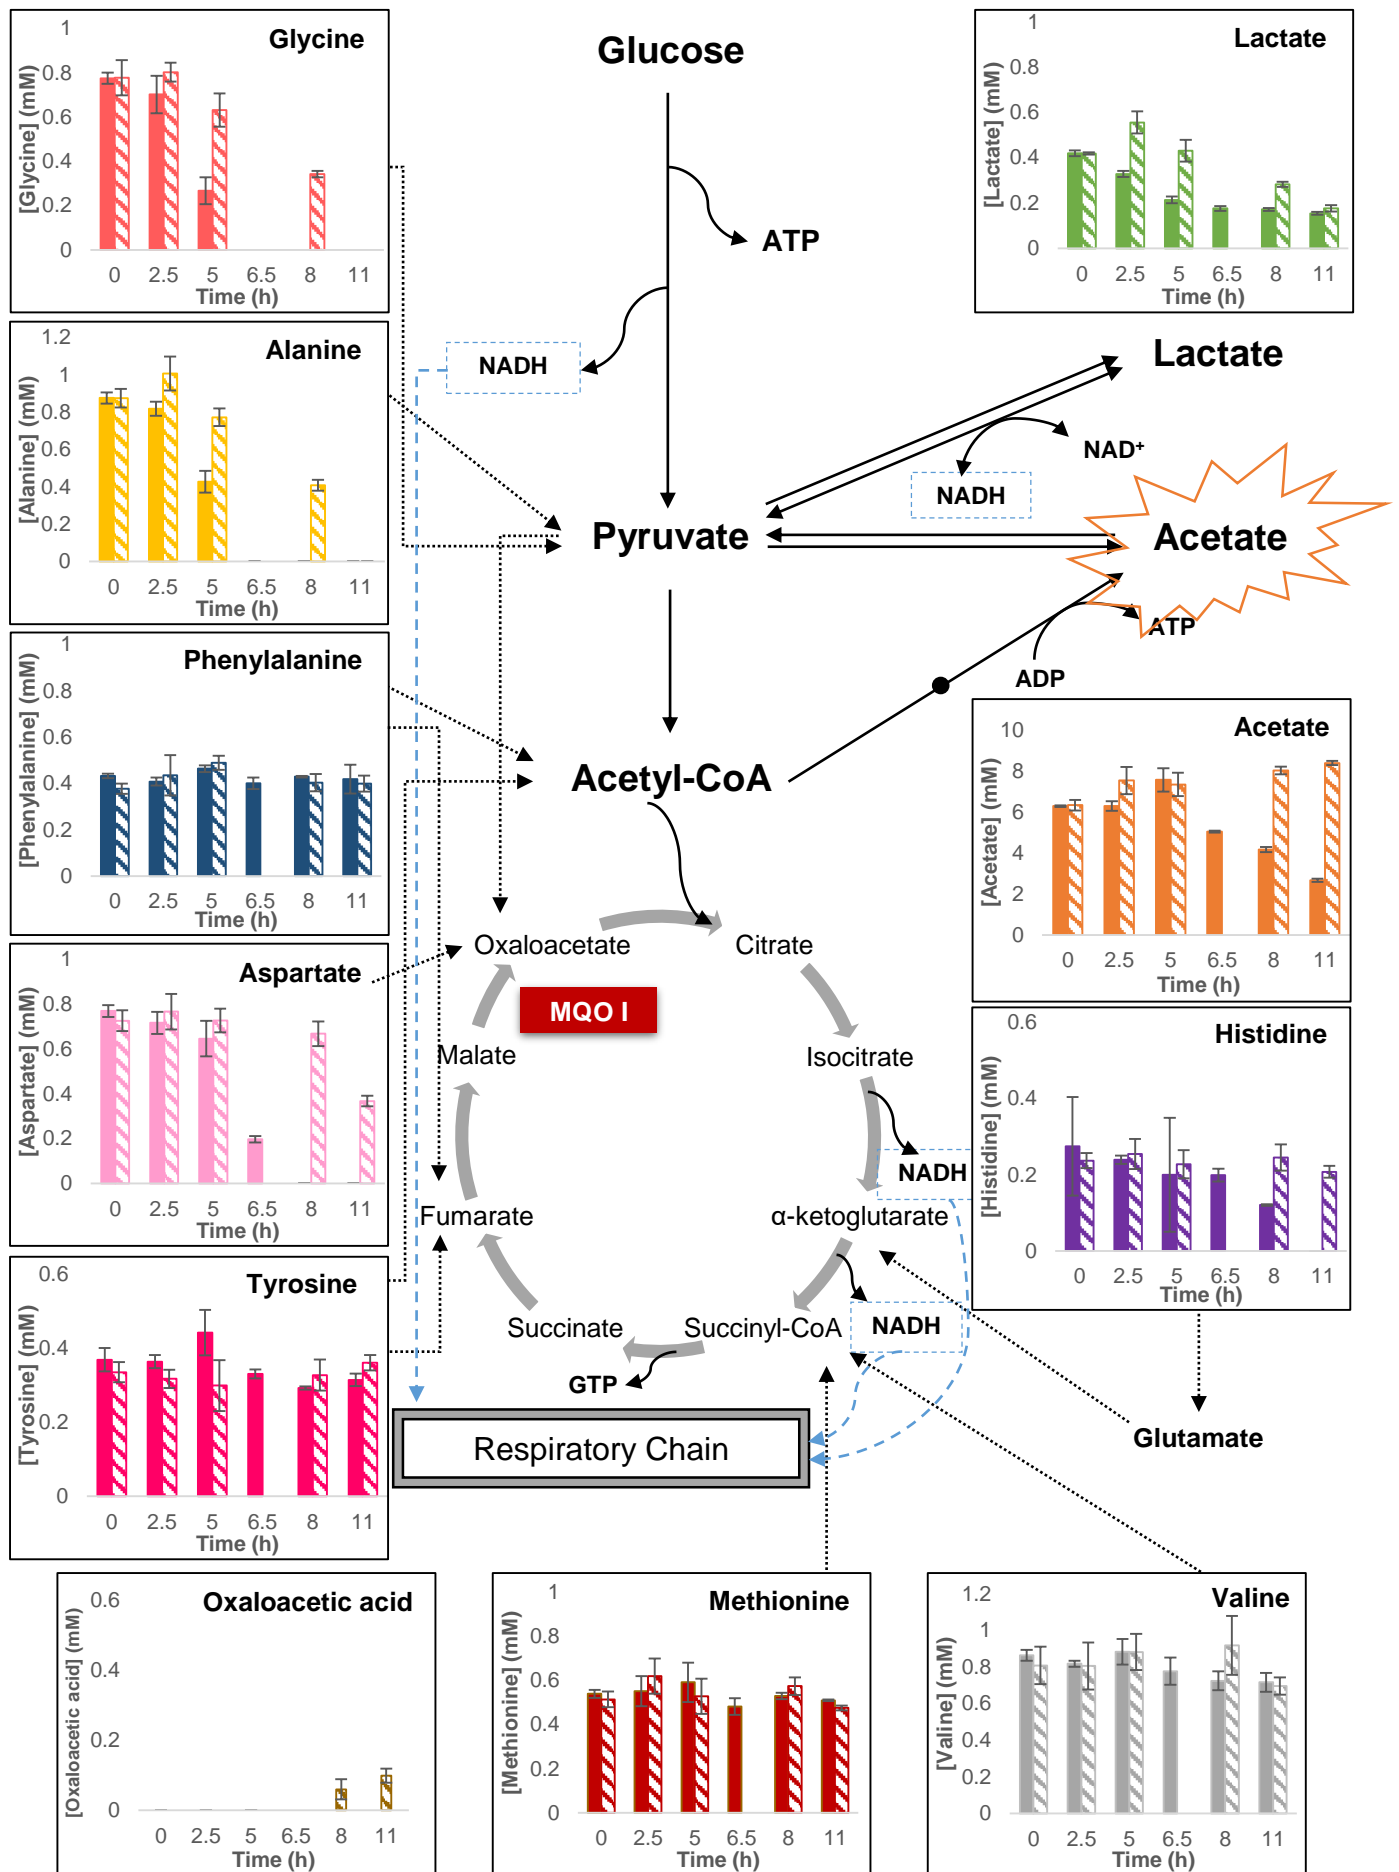 Glycine
[Glycine] (mM)
1
0.8
0.6
0.4
0.2
0
0 2.5 5 6.5 8 11
Time (h)
Glucose
ATP
NADH
Lactate
[Lactate] (mM)
1
0.8
0.6
0.4
0.2
0
0 2.5 5 6.5 8 11
Time (h)
Alanine
[Alanine] (mM)
1.2
1
0.8
0.6
0.4
0.2
0
0 2.5 5 6.5 8 11
Time (h)
Lactate
NAD+
NADH
Pyruvate
Acetate
ATP
ADP
Phenylalanine
[Phenylalanine] (mM)
1
0.8
0.6
0.4
0.2
0
0 2.5 5 6.5 8 11
Time (h)
Acetyl-CoA
Acetate
[Acetate] (mM)
10
8
6
4
2
0
0 2.5 5 6.5 8 11
Time (h)
Aspartate
[Aspartate] (mM)
1
0.8
0.6
0.4
0.2
0
0 2.5 5 6.5 8 11
Time (h)
Oxaloacetate
Citrate
MQO I
Malate
Isocitrate
NADH
Fumarate
α-ketoglutarate
Succinate
Succinyl-CoA
NADH
GTP
Respiratory Chain
Histidine
[Histidine] (mM)
0.6
0.4
0.2
0
0 2.5 5 6.5 8 11
Time (h)
Glutamate
Tyrosine
[Tyrosine] (mM)
0.6
0.4
0.2
0
0 2.5 5 6.5 8 11
Time (h)
Oxaloacetic acid
[Oxaloacetic acid] (mM)
0.6
0.4
0.2
0
0 2.5 5 6.5 8 11
Time (h)
Methionine
[Methionine] (mM)
1
0.8
0.6
0.4
0.2
0
0 2.5 5 6.5 8 11
Time (h)
Valine
[Valine] (mM)
1.2
1
0.8
0.6
0.4
0.2
0
0 2.5 5 6.5 8 11
Time (h)